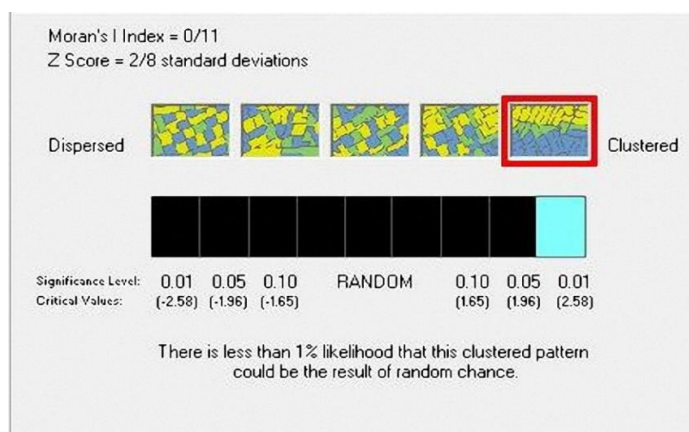 Moran's I Index = 0/11
Z Score = 2/8 standard deviations
Dispersed
Clustered
Significance Level: 0.01 0.05 0.10 RANDOM 0.10 0.05 0.01
Critical Values: (-2.58) (-1.96) (-1.65) (1.65) (1.96) (2.58)
There is less than 1% likelihood that this clustered pattern
could be the result of random chance.